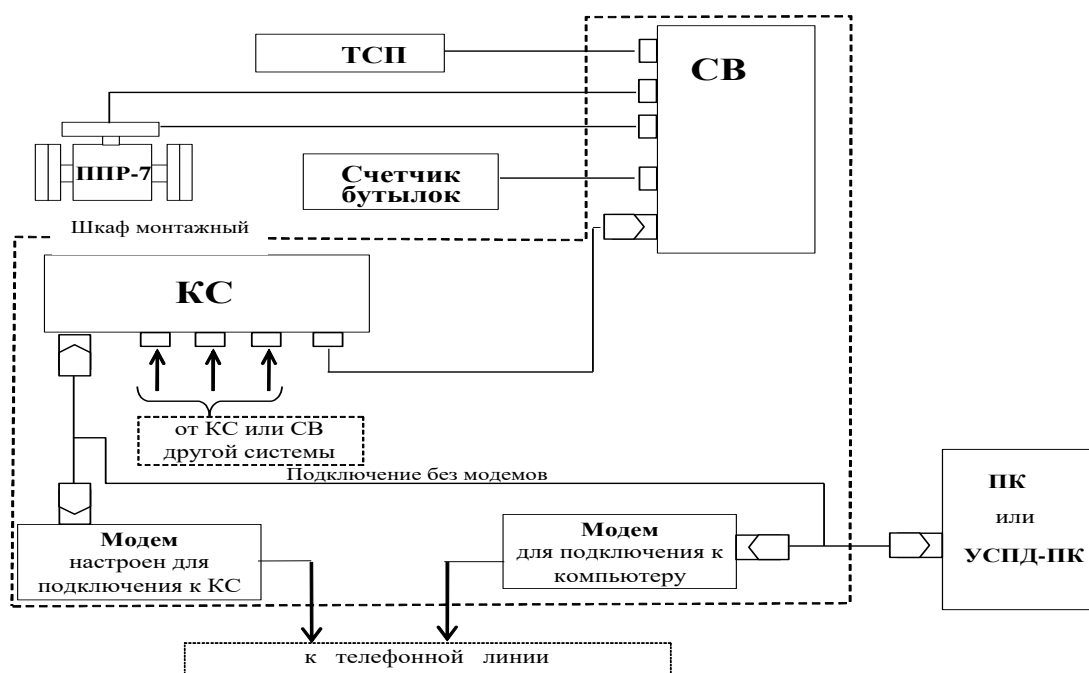 ТСП
СВ
ППР-7
Счетчик
бутылок
Шкаф монтажный
КС
от КС или СВ
другой системы
Подключение без модемов
ПК
или
УСПД-ПК
Модем
настроен для
подключения к КС
Модем
для подключения к
компьютеру
к телефонной линии